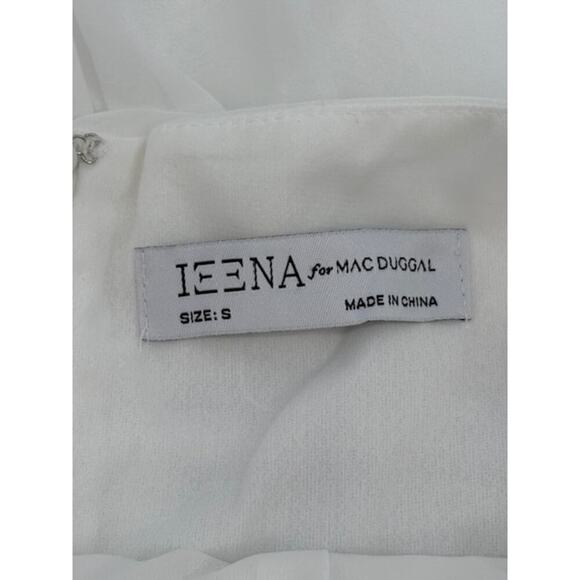 IEENA for MAC DUGGAL
SIZE: S MADE IN CHINA